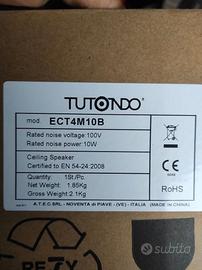 TUTONDO
mod. ECT4M10B
Rated noise voltage:100V
Rated noise power:10W
Ceiling Speaker
Certified to EN 54-24:2008
Quantity: 1St./Pc.
Net Weight: 1.85Kg
Gross Weight:2.1Kg
CE
RoHS
A.T.E.C. SRL - NOVENTA di PIAVE - (VE) - ITALIA (MADE IN CHINA)
subito